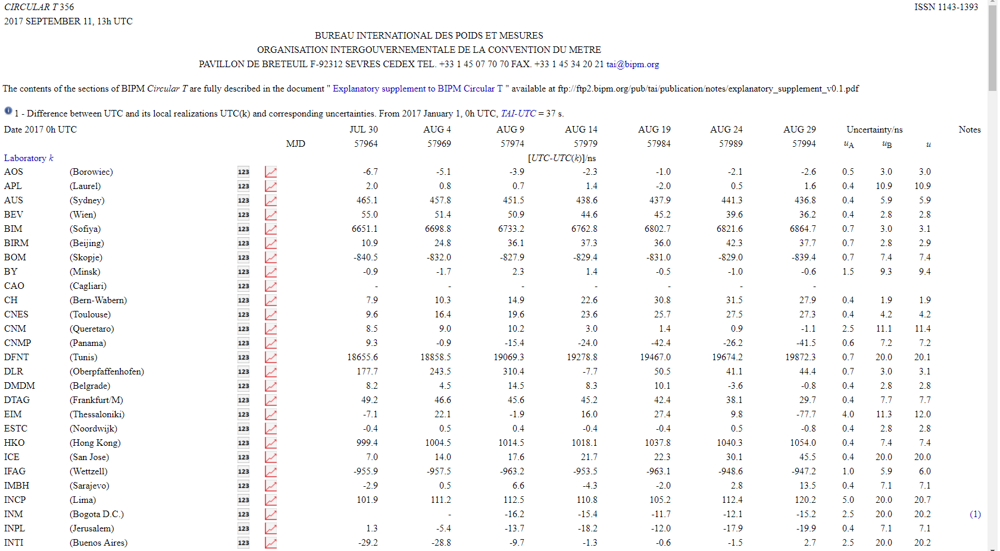 CIRCULAR T 356 ISSN 1143-1393
2017 SEPTEMBER 11, 13h UTC
BUREAU INTERNATIONAL DES POIDS ET MESURES
ORGANISATION INTERGOUVERNEMENTALE DE LA CONVENTION DU METRE
PAVILLON DE BRETEUIL F-92312 SEVRES CEDEX TEL. +33 1 45 07 70 70 FAX. +33 1 45 34 20 21 tai@bipm.org
The contents of the sections of BIPM Circular T are fully described in the document " Explanatory supplement to BIPM Circular T " available at ftp://ftp2.bipm.org/pub/tai/publication/notes/explanatory_supplement_v0.1.pdf
1 - Difference between UTC and its local realizations UTC(k) and corresponding uncertainties. From 2017 January 1, 0h UTC, TAI-UTC = 37 s.
Date 2017 0h UTC JUL 30 AUG 4 AUG 9 AUG 14 AUG 19 AUG 24 AUG 29 Uncertainty/ns Notes
MJD 57964 57969 57974 57979 57984 57989 57994 uA uB u
Laboratory k [UTC-UTC(k)]/ns
AOS (Borowiec) 123 -6.7 -5.1 -3.9 -2.3 -1.0 -2.1 -2.6 0.5 3.0 3.0
APL (Laurel) 123 2.0 0.8 0.7 1.4 -2.0 0.5 1.6 0.4 10.9 10.9
AUS (Sydney) 123 465.1 457.8 451.5 438.6 437.9 441.3 436.8 0.4 5.9 5.9
BEV (Wien) 123 55.0 51.4 50.9 44.6 45.2 39.6 36.2 0.4 2.8 2.8
BIM (Sofiya) 123 6651.1 6698.8 6733.2 6762.8 6802.7 6821.6 6864.7 0.7 3.0 3.1
BIRM (Beijing) 123 10.9 24.8 36.1 37.3 36.0 42.3 37.7 0.7 2.8 2.9
BOM (Skopje) 123 -840.5 -832.0 -827.9 -829.4 -831.0 -829.0 -839.4 0.7 7.4 7.4
BY (Minsk) 123 -0.9 -1.7 2.3 1.4 -0.5 -1.0 -0.6 1.5 9.3 9.4
CAO (Cagliari) 123 - - - - - - -
CH (Bern-Wabern) 123 7.9 10.3 14.9 22.6 30.8 31.5 27.9 0.4 1.9 1.9
CNES (Toulouse) 123 9.6 16.4 19.6 23.6 25.7 27.5 27.3 0.4 4.2 4.2
CNM (Queretaro) 123 8.5 9.0 10.2 3.0 1.4 0.9 -1.1 2.5 11.1 11.4
CNMP (Panama) 123 9.3 -0.9 -15.4 -24.0 -42.4 -26.2 -41.5 0.6 7.2 7.2
DFNT (Tunis) 123 18655.6 18858.5 19069.3 19278.8 19467.0 19674.2 19872.3 0.7 20.0 20.1
DLR (Oberpfaffenhofen) 123 177.7 243.5 310.4 -7.7 50.5 41.1 44.4 0.7 3.0 3.1
DMDM (Belgrade) 123 8.2 4.5 14.5 8.3 10.1 -3.6 -0.8 0.4 2.8 2.8
DTAG (Frankfurt/M) 123 49.2 46.6 45.6 45.2 42.4 38.1 29.7 0.4 7.7 7.7
EIM (Thessaloniki) 123 -7.1 22.1 -1.9 16.0 27.4 9.8 -77.7 4.0 11.3 12.0
ESTC (Noordwijk) 123 -0.4 0.5 0.4 -0.4 -0.4 0.5 -0.8 0.4 2.8 2.8
HKO (Hong Kong) 123 999.4 1004.5 1014.5 1018.1 1037.8 1040.3 1054.0 0.4 7.4 7.4
ICE (San Jose) 123 7.0 14.0 17.6 21.7 22.3 30.1 45.5 0.4 20.0 20.0
IFAG (Wettzell) 123 -955.9 -957.5 -963.2 -953.5 -963.1 -948.6 -947.2 1.0 5.9 6.0
IMBH (Sarajevo) 123 -2.9 0.5 6.6 -4.3 -2.0 2.8 13.5 0.4 7.1 7.1
INCP (Lima) 123 101.9 111.2 112.5 110.8 105.2 112.4 120.2 5.0 20.0 20.7
INM (Bogota D.C.) 123 - -16.2 -15.4 -11.7 -12.1 -15.2 2.5 20.0 20.2 (1)
INPL (Jerusalem) 123 1.3 -5.4 -13.7 -18.2 -12.0 -17.9 -19.9 0.4 7.1 7.1
INTI (Buenos Aires) 123 -29.2 -28.8 -9.7 -1.3 -0.6 -1.5 2.7 2.5 20.0 20.2